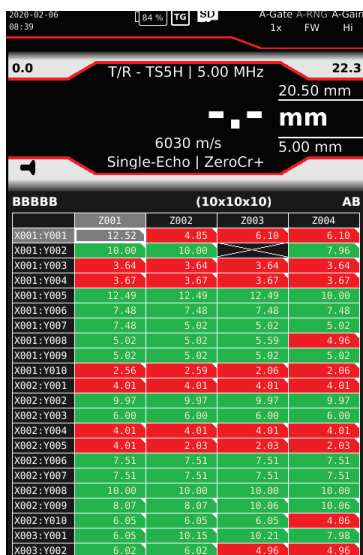 2020-02-06 84 % TG SD A-Gate A-RNG A-Gain
08:39 1x FW Hi
0.0 T/R - TS5H | 5.00 MHz 22.3
20.50 mm
-.- mm
6030 m/s 5.00 mm
Single-Echo | ZeroCr+
BBBBB (10x10x10) AB
Z001 Z002 Z003 Z004
X001:Y001 12.52 4.85 6.10 6.10
X001:Y002 10.00 10.00 7.96
X001:Y003 3.64 3.64 3.64 3.64
X001:Y004 3.67 3.67 3.67 3.67
X001:Y005 12.49 12.49 12.49 10.00
X001:Y006 7.48 7.48 7.48 7.48
X001:Y007 7.48 5.02 5.02 5.02
X001:Y008 5.02 5.02 5.59 4.96
X001:Y009 5.02 5.02 5.02 5.02
X001:Y010 2.56 2.59 2.06 2.06
X002:Y001 4.01 4.01 4.01 4.01
X002:Y002 9.97 9.97 9.97 9.97
X002:Y003 6.00 6.00 6.00 6.00
X002:Y004 4.01 4.01 4.01 4.01
X002:Y005 4.01 2.03 2.03 2.03
X002:Y006 7.51 7.51 7.51 7.51
X002:Y007 7.51 7.51 7.51 7.51
X002:Y008 10.00 10.00 10.00 10.00
X002:Y009 8.07 8.07 10.06 10.06
X002:Y010 6.05 6.05 6.05 4.06
X003:Y001 6.05 10.15 10.21 7.98
X003:Y002 6.02 6.02 4.96 4.93